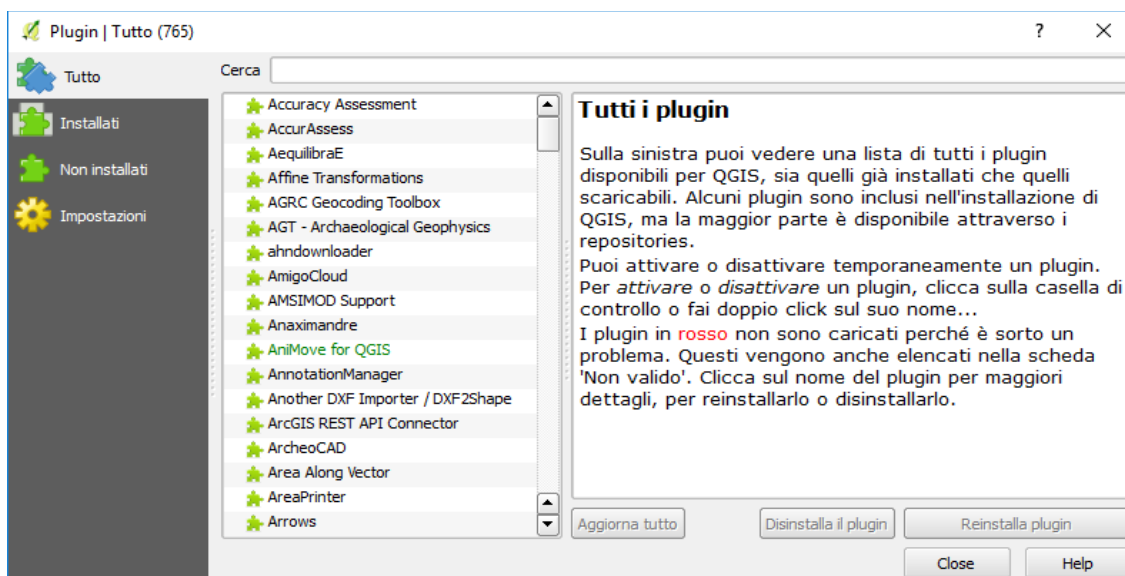 Plugin | Tutto (765)
?
Tutto
Installati
Non installati
Impostazioni
Cerca
Accuracy Assessment
AccurAssess
AequilibraE
Affine Transformations
AGRC Geocoding Toolbox
AGT - Archaeological Geophysics
ahndownloader
AmigoCloud
AMSIMOD Support
Anaximandre
AniMove for QGIS
AnnotationManager
Another DXF Importer / DXF2Shape
ArcGIS REST API Connector
ArcheoCAD
Area Along Vector
AreaPrinter
Arrows
Tutti i plugin
Sulla sinistra puoi vedere una lista di tutti i plugin
disponibili per QGIS, sia quelli già installati che quelli
scaricabili. Alcuni plugin sono inclusi nell'installazione di
QGIS, ma la maggior parte è disponibile attraverso i
repositories.
Puoi attivare o disattivare temporaneamente un plugin.
Per attivare o disattivare un plugin, clicca sulla casella di
controllo o fai doppio click sul suo nome...
I plugin in rosso non sono caricati perché è sorto un
problema. Questi vengono anche elencati nella scheda
'Non valido'. Clicca sul nome del plugin per maggiori
dettagli, per reinstallarlo o disinstallarlo.
Aggiorna tutto
Disinstalla il plugin
Reinstalla plugin
Close
Help